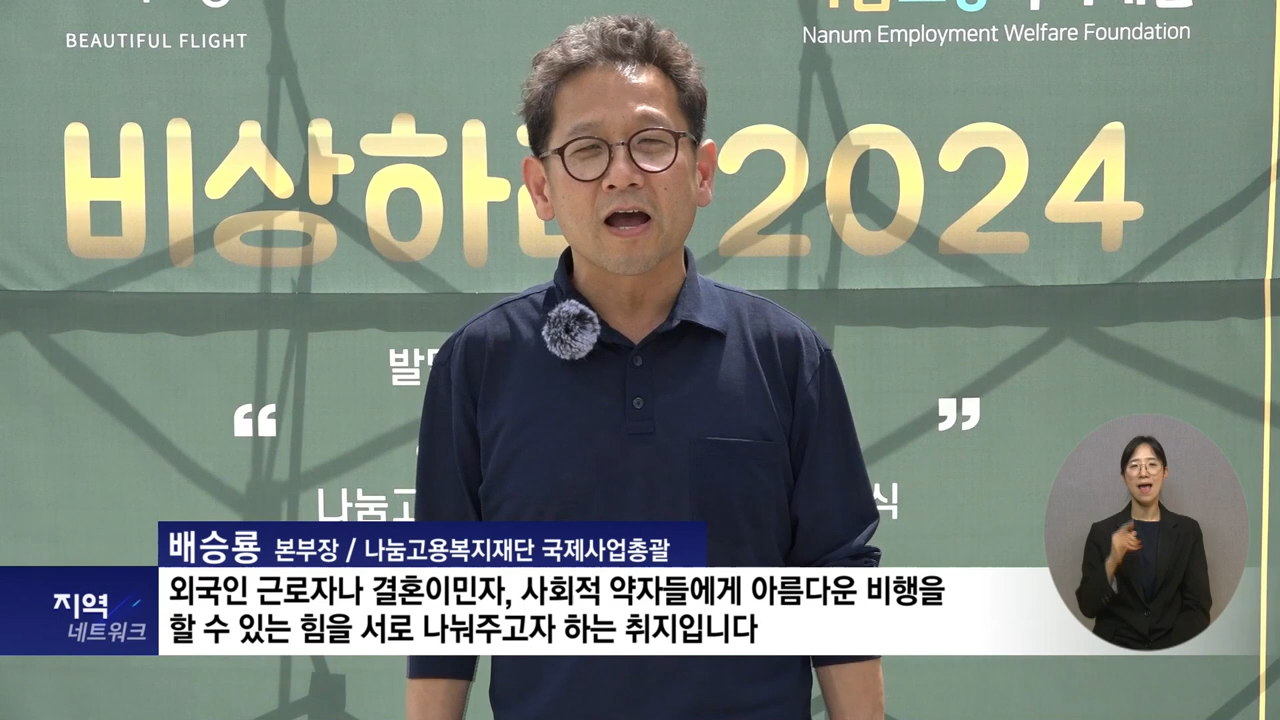 BEAUTIFUL FLIGHT
Nanum Employment Welfare Foundation
비상하 2024
“ ”
나눔고 식
배승룡 본부장 / 나눔고용복지재단 국제사업총괄
지역 네트워크
외국인 근로자나 결혼이민자, 사회적 약자들에게 아름다운 비행을
할 수 있는 힘을 서로 나눠주고자 하는 취지입니다